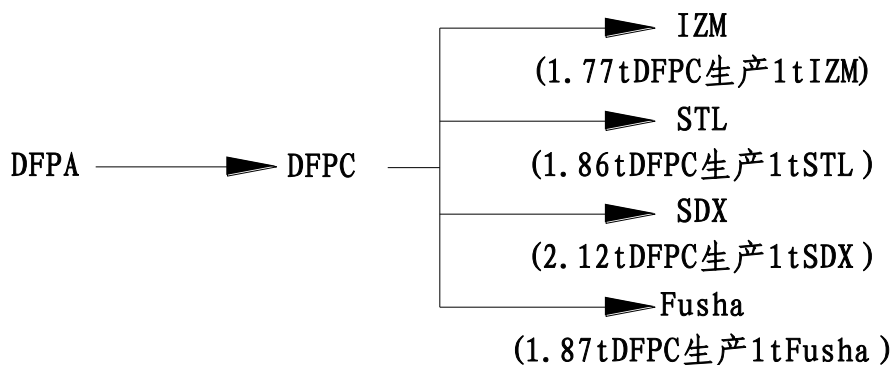 IZM
(1.77tDFPC生产1tIZM)
STL
(1.86tDFPC生产1tSTL)
DFPA
DFPC
SDX
(2.12tDFPC生产1tSDX)
Fusha
(1.87tDFPC生产1tFusha)